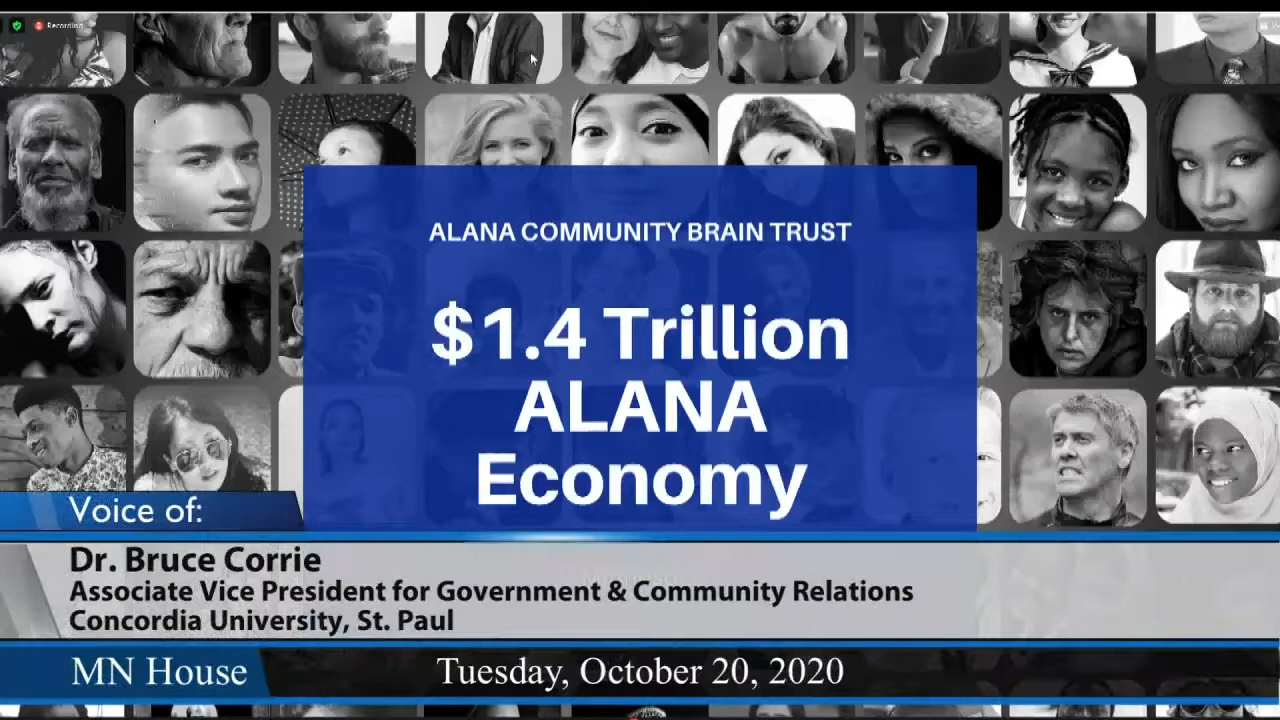 Recording
ALANA COMMUNITY BRAIN TRUST
$1.4 Trillion
ALANA
Economy
Voice of:
Dr. Bruce Corrie
Associate Vice President for Government & Community Relations
Concordia University, St. Paul
MN House
Tuesday, October 20, 2020